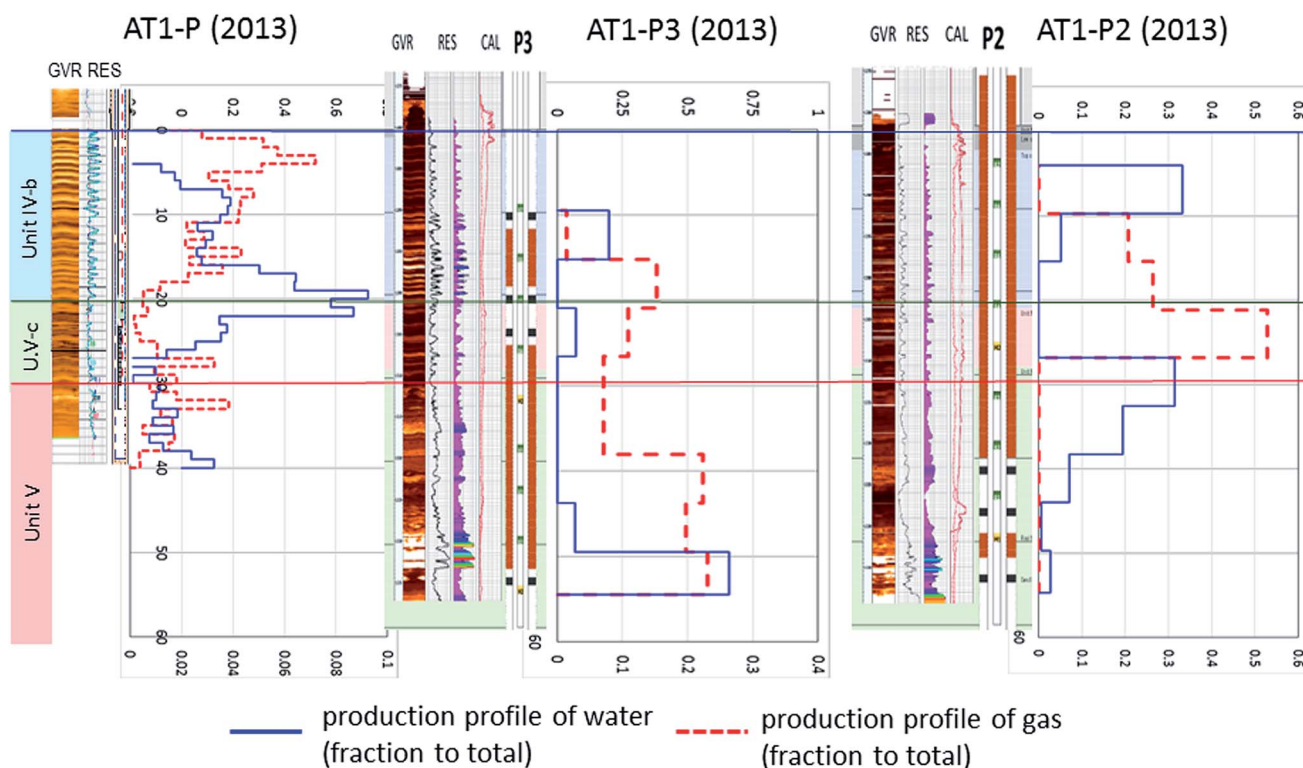 AT1-P (2013)
AT1-P3 (2013)
AT1-P2 (2013)
GVR RES
GVR RES CAL P3
GVR RES CAL P2
0 0.2 0.4 0.6 0.8 1
0 0.25 0.5 0.75 1
0 0.1 0.2 0.3 0.4 0.5 0.6
Unit IV-b
U.V-c
Unit V
0
10
20
30
40
50
60
60
60
0 0.02 0.04 0.06 0.08 0.1
0 0.1 0.2 0.3 0.4
0 0.1 0.2 0.3 0.4 0.5 0.6
production profile of water
(fraction to total)
production profile of gas
(fraction to total)